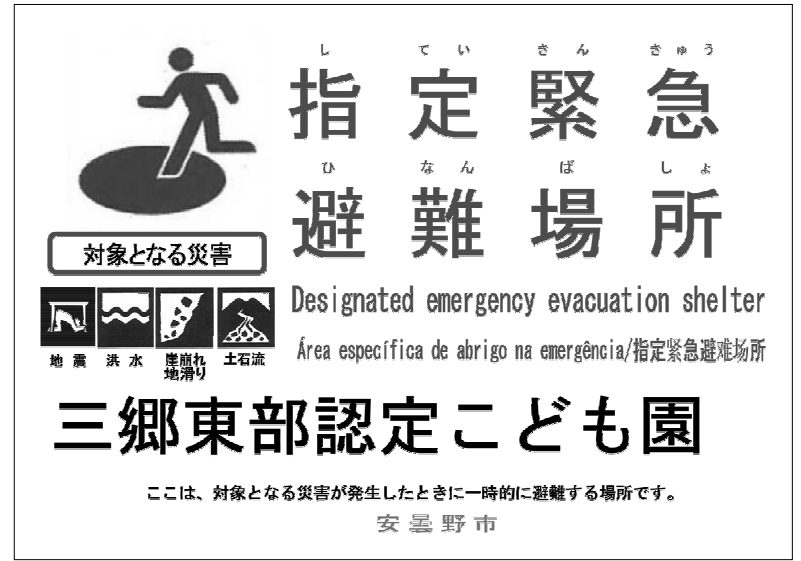 し てい きん きゅう
指定緊急
ひ なん ば しょ
避難場所
対象となる災害
地震 洪水 崖崩れ 地滑り 土石流
Designated emergency evacuation shelter
Área específica de abrigo na emergência/指定紧急避难场所
三郷東部認定こども園
ここは、対象となる災害が発生したときに一時的に避難する場所です。
安曇野市